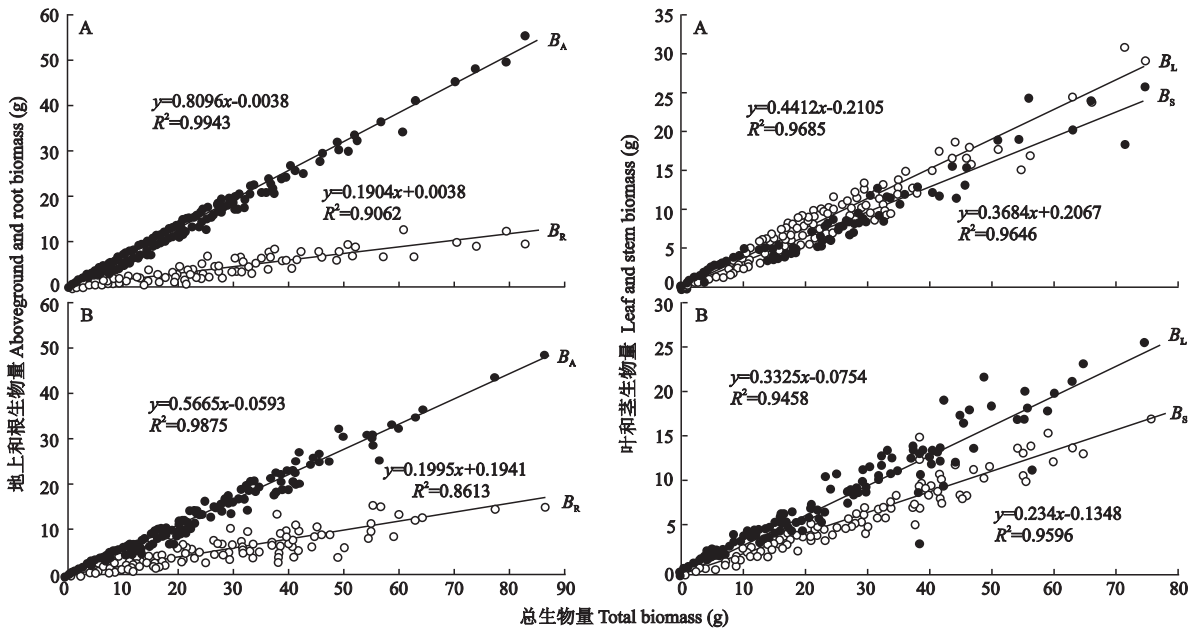 地上和根生物量 Aboveground and root biomass (g)
60
50
40
30
20
10
0
A
y=0.8096x-0.0038
R²=0.9943
y=0.1904x+0.0038
R²=0.9062
B_A
B_R
叶和茎生物量 Leaf and stem biomass (g)
35
30
25
20
15
10
5
0
A
y=0.4412x-0.2105
R²=0.9685
y=0.3684x+0.2067
R²=0.9646
B_L
B_S
60
50
40
30
20
10
0
B
y=0.5665x-0.0593
R²=0.9875
y=0.1995x+0.1941
R²=0.8613
B_A
B_R
0 10 20 30 40 50 60 70 80 90
30
25
20
15
10
5
0
B
y=0.3325x-0.0754
R²=0.9458
y=0.234x-0.1348
R²=0.9596
B_L
B_S
0 10 20 30 40 50 60 70 80
总生物量 Total biomass (g)